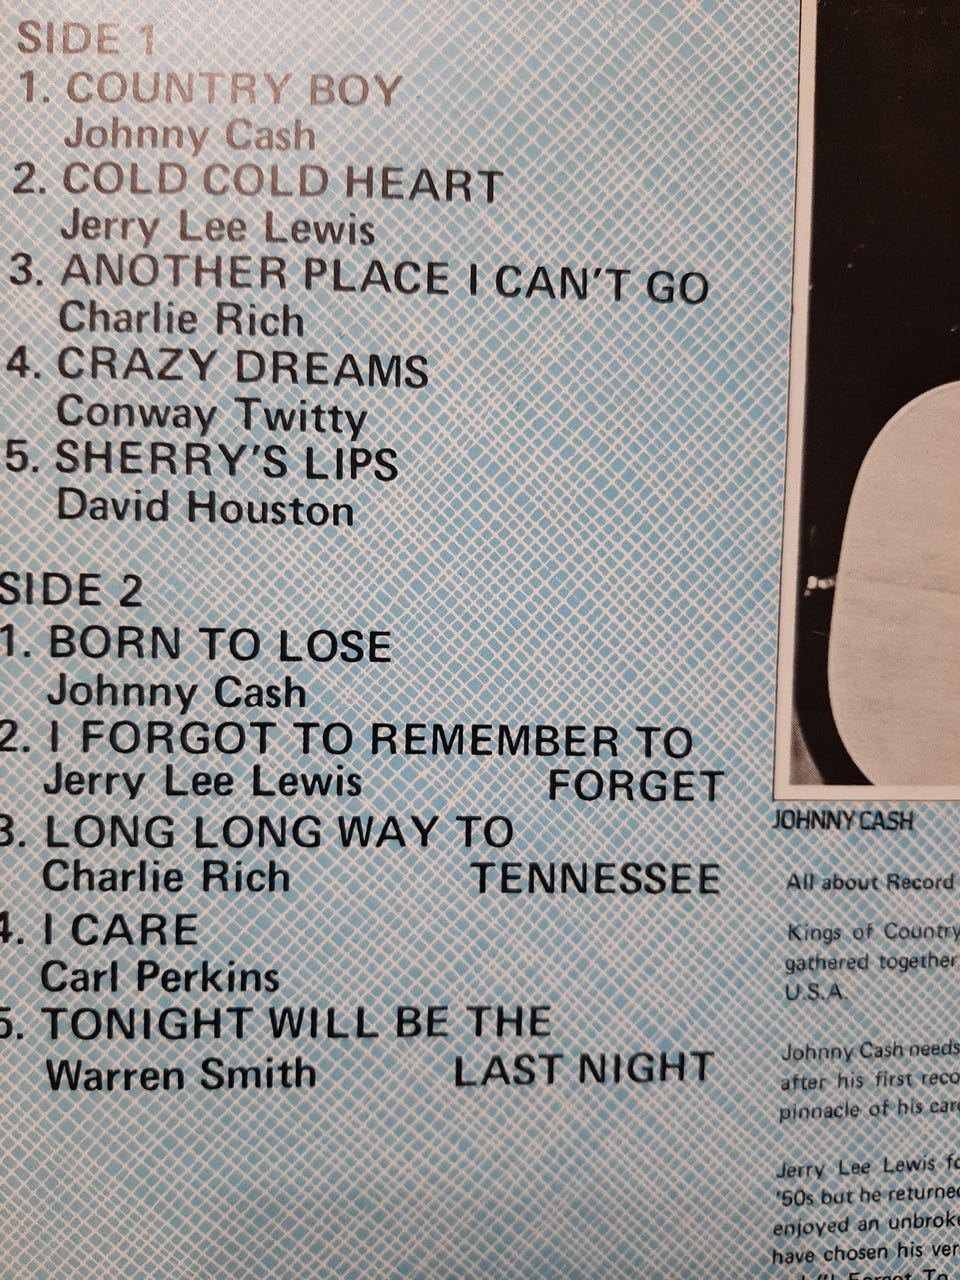 SIDE 1
1. COUNTRY BOY
Johnny Cash
2. COLD COLD HEART
Jerry Lee Lewis
3. ANOTHER PLACE I CAN'T GO
Charlie Rich
4. CRAZY DREAMS
Conway Twitty
5. SHERRY'S LIPS
David Houston
SIDE 2
1. BORN TO LOSE
Johnny Cash
2. I FORGOT TO REMEMBER TO
Jerry Lee Lewis FORGET
3. LONG LONG WAY TO
Charlie Rich TENNESSEE
4. I CARE
Carl Perkins
5. TONIGHT WILL BE THE
Warren Smith LAST NIGHT
JOHNNY CASH
All about Record
Kings of Country
gathered together
U.S.A.
Johnny Cash needs
after his first reco
pinnacle of his care
Jerry Lee Lewis fo
'50s but he returned
enjoyed an unbroke
have chosen his ver
Forgot To